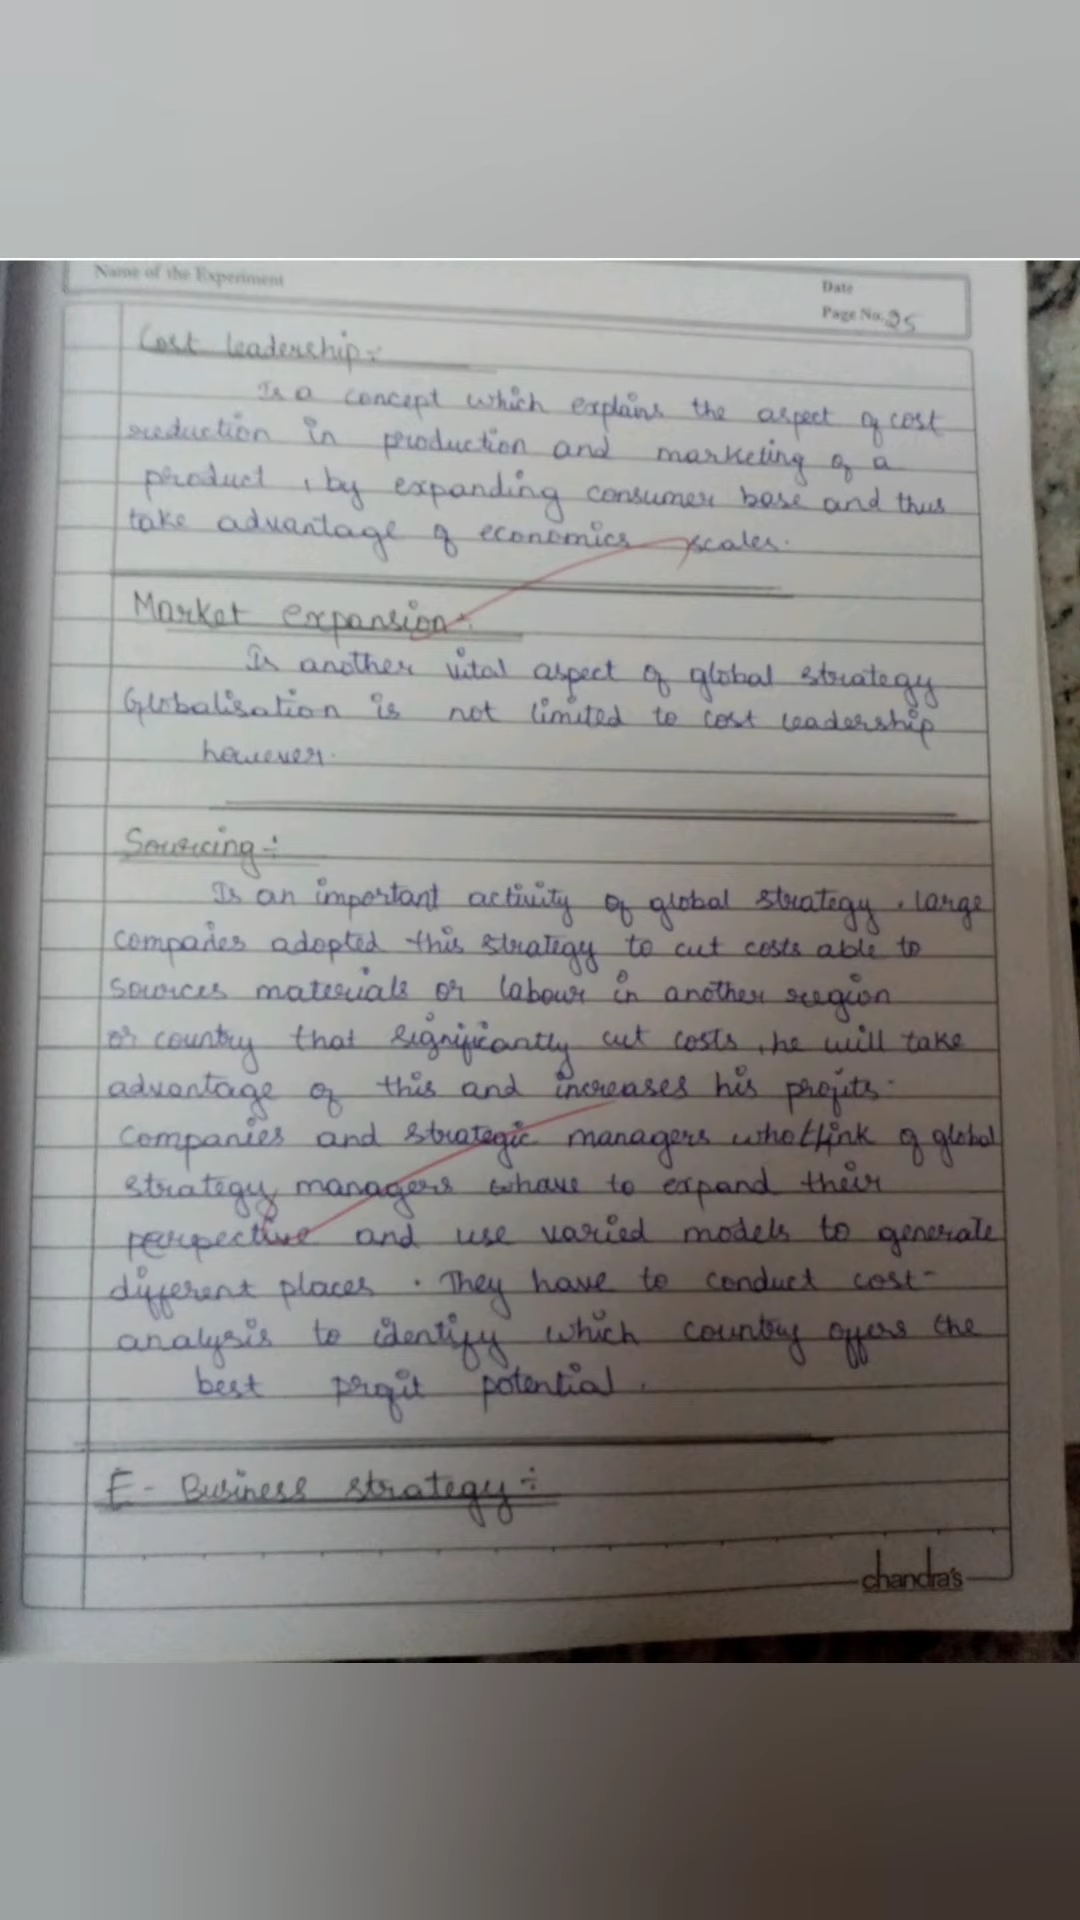 Name of the Experiment
Date
Page No. 25
Cost leadership:-
Is a concept which explains the aspect of cost
reduction in production and marketing of a
product, by expanding consumer base and thus
take advantage of economics scales.
Market expansion:-
Is another vital aspect of global strategy
Globalisation is not limited to cost leadership
however.
Sourcing:-
Is an important activity of global strategy. large
companies adopted this strategy to cut costs able to
sources materials or labour in another region
or country that significantly cut costs, he will take
advantage of this and increases his profits.
Companies and strategic managers who think of global
strategy managers have to expand their
perspective and use varied models to generate
different places. They have to conduct cost-
analysis to identify which country offers the
best profit potential.
E- Business strategy:-
chandra's